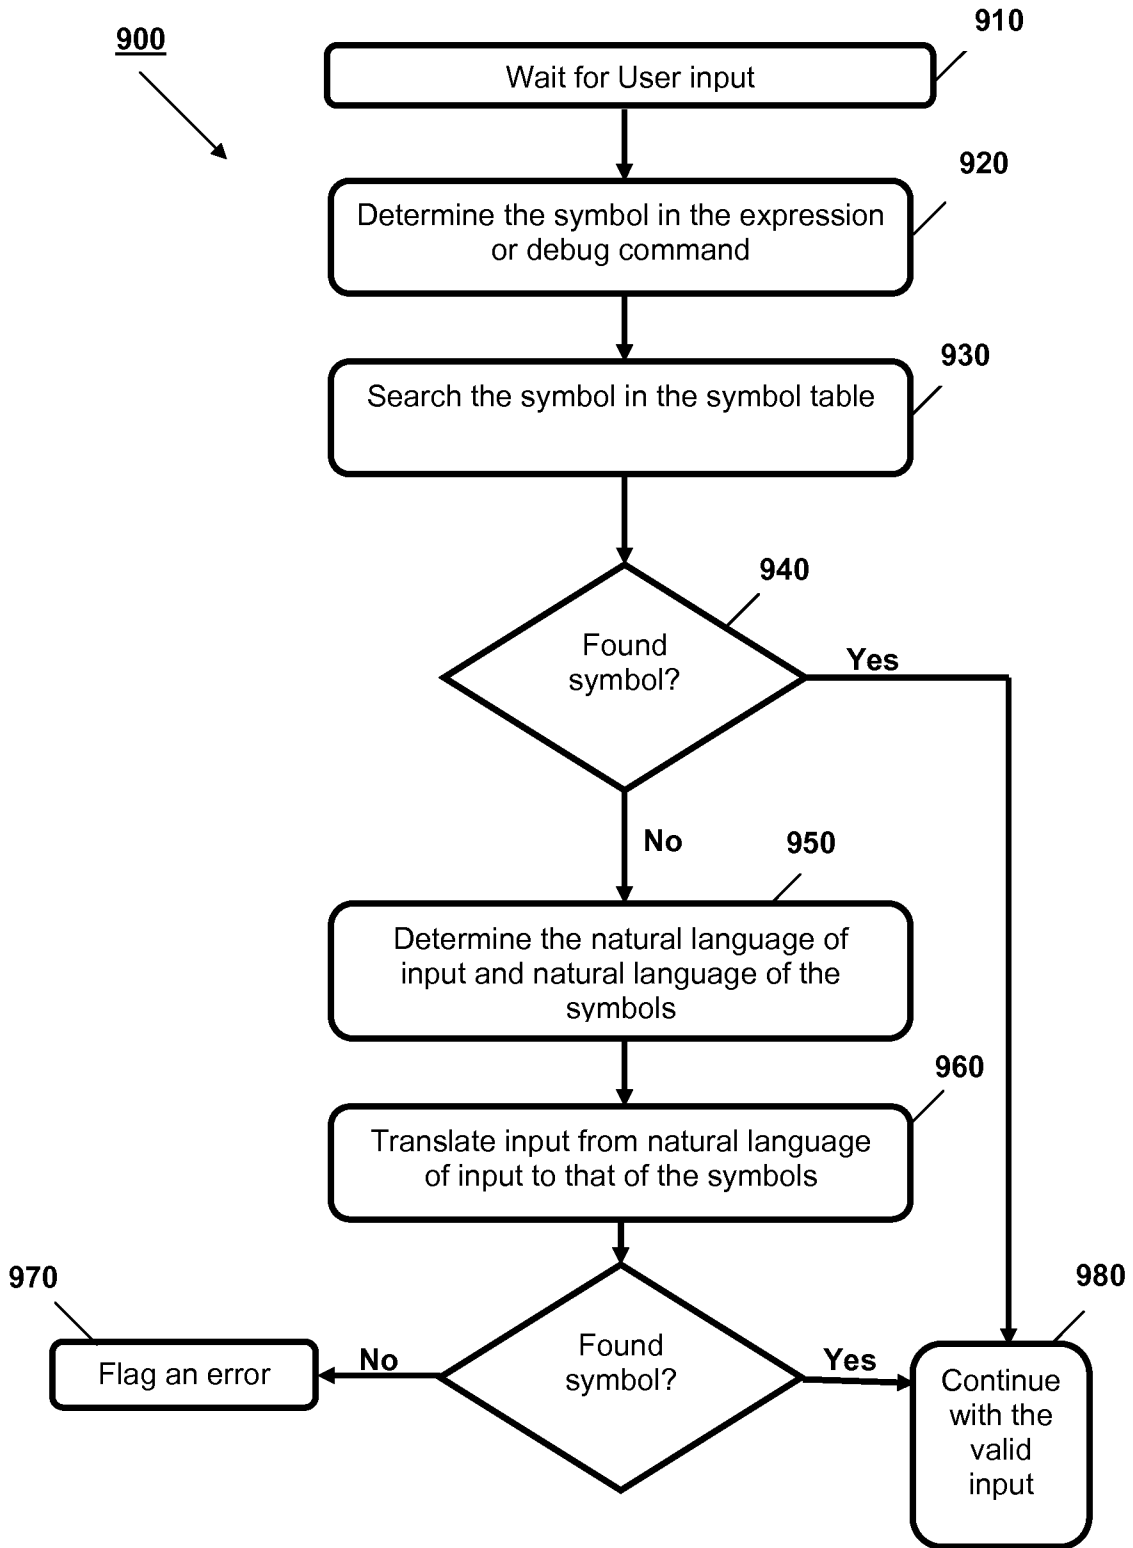 900
910
Wait for User input
920
Determine the symbol in the expression
or debug command
930
Search the symbol in the symbol table
940
Found
symbol?
Yes
No
950
Determine the natural language of
input and natural language of the
symbols
960
Translate input from natural language
of input to that of the symbols
970
Flag an error
No
Found
symbol?
Yes
980
Continue
with the
valid
input